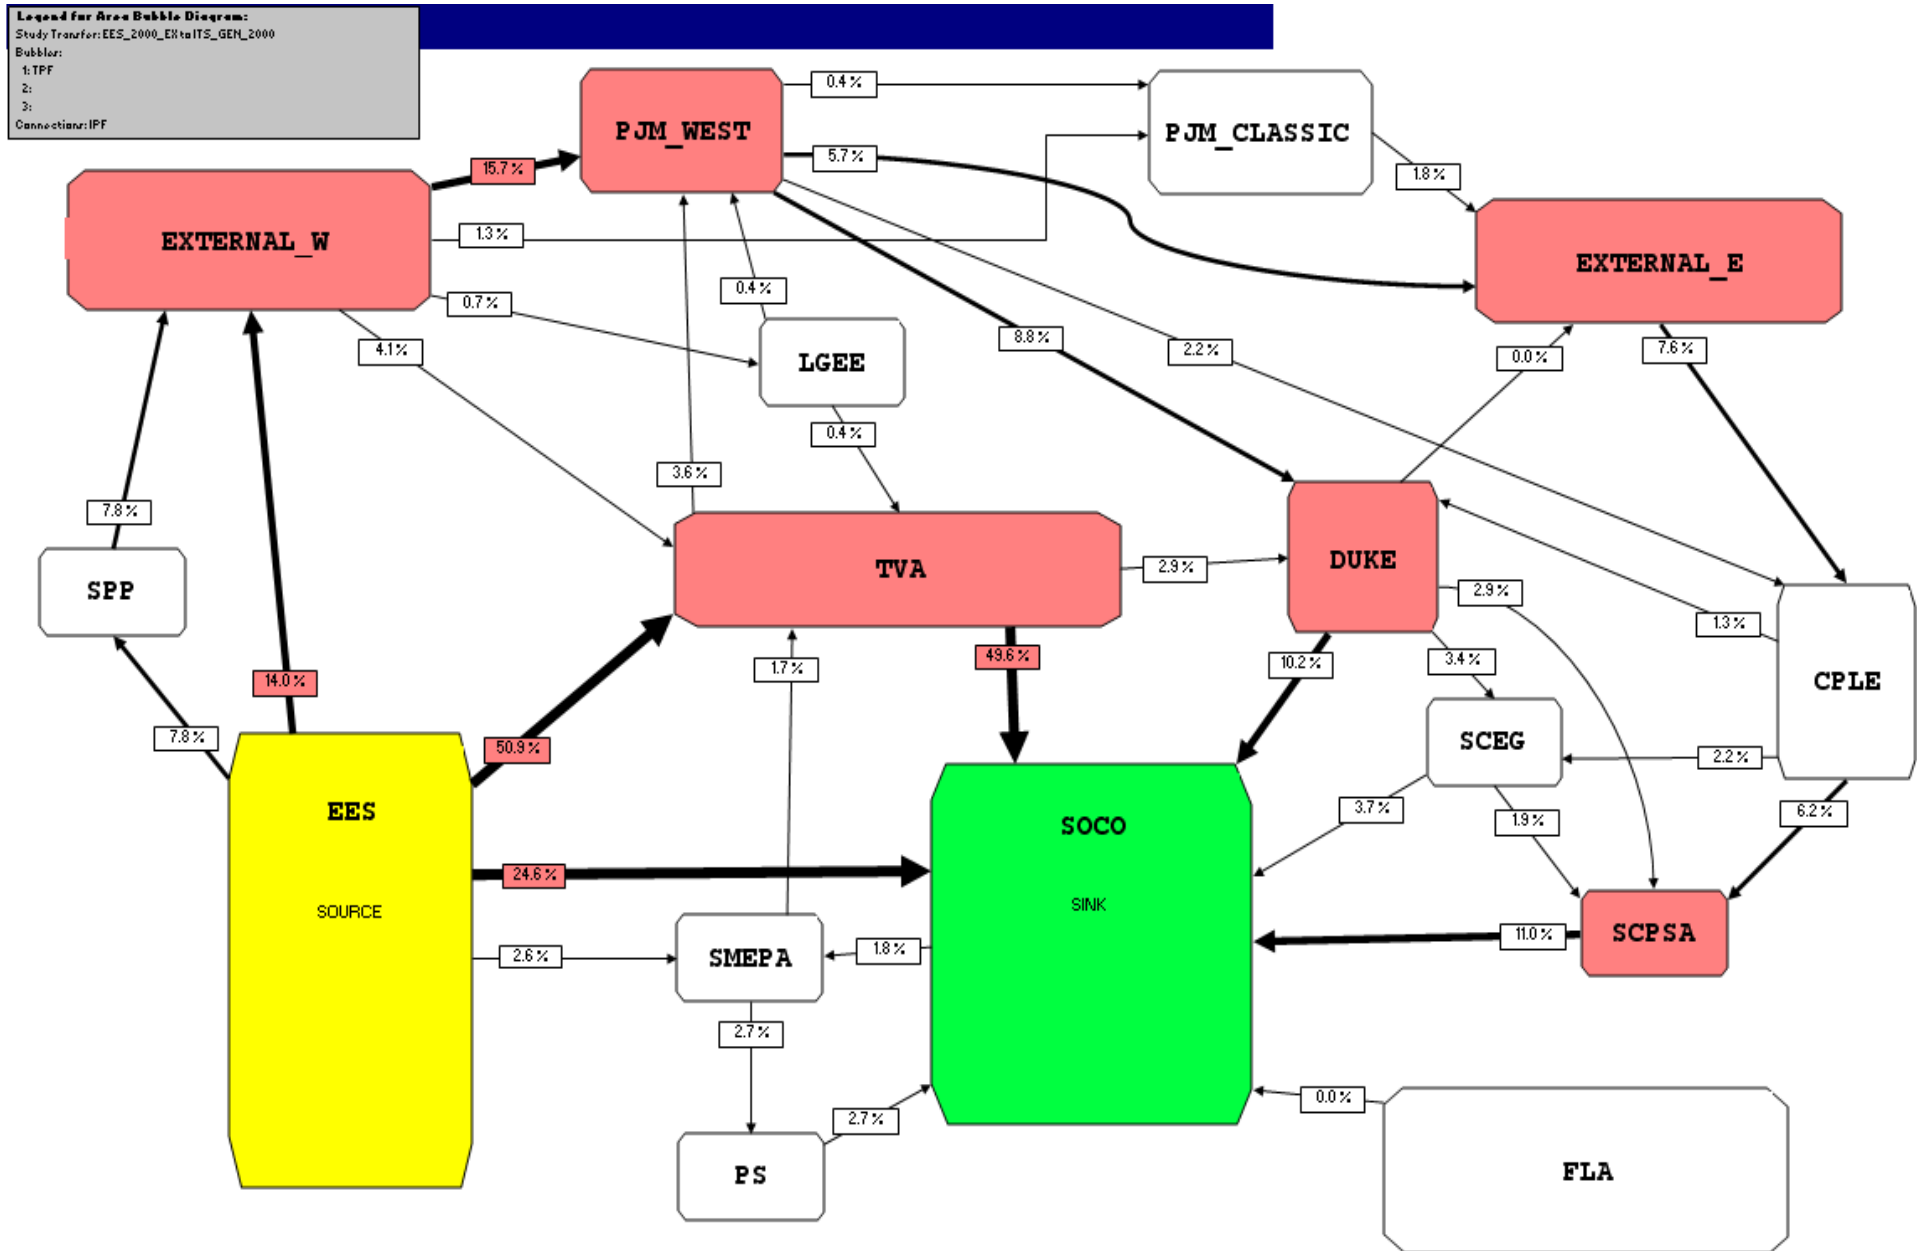 Legend for Area Bubble Diagram:
Study Transfer: EES_2000_EX to ITS_GEN_2000
Bubbles:
1: TPF
2:
3:
Connections: IPF
PJM_WEST
0.4 %
PJM_CLASSIC
5.7 %
15.7 %
1.8 %
EXTERNAL_W
1.3 %
EXTERNAL_E
0.7 %
0.4 %
4.1 %
LGEE
8.8 %
2.2 %
0.0 %
7.6 %
0.4 %
3.6 %
7.8 %
SPP
TVA
2.9 %
DUKE
2.9 %
1.3 %
CPLE
14.0 %
1.7 %
49.6 %
10.2 %
3.4 %
7.8 %
50.9 %
SCEG
2.2 %
EES
SOCO
3.7 %
1.9 %
6.2 %
24.6 %
SOURCE
SINK
SCPSA
11.0 %
2.6 %
SMEPA
1.8 %
2.7 %
2.7 %
0.0 %
PS
FLA